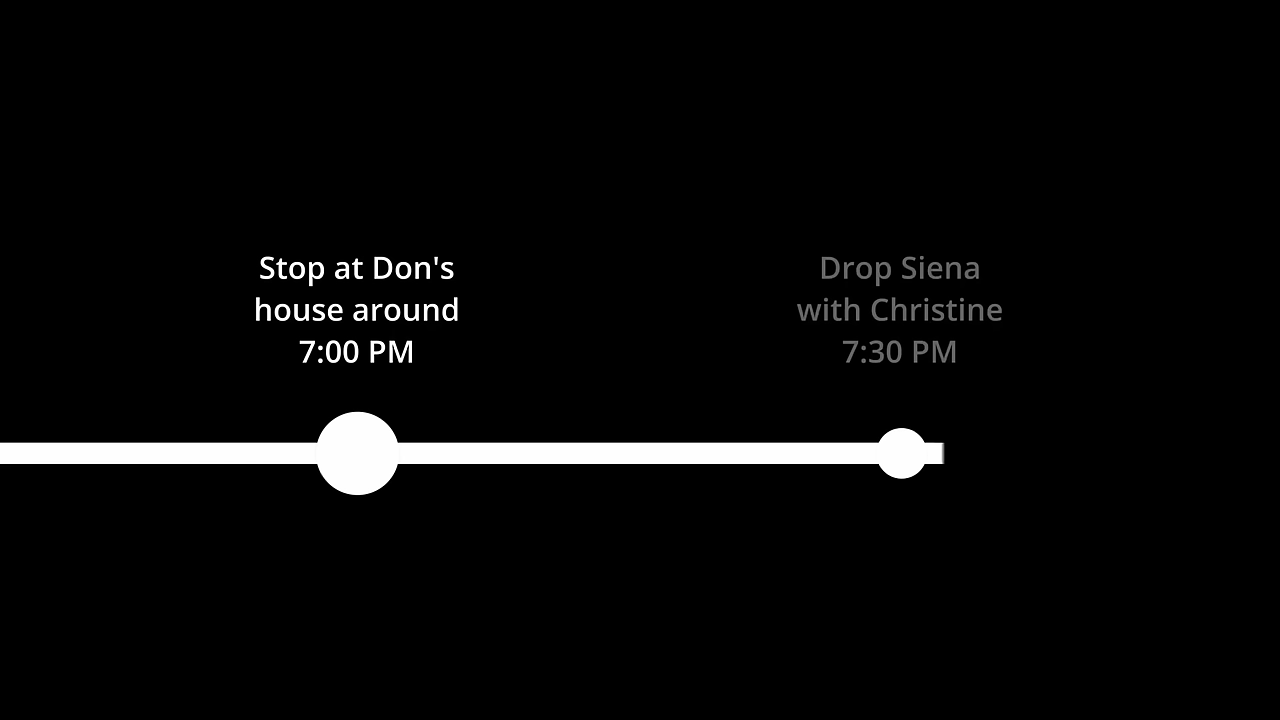 Stop at Don's
house around
7:00 PM
Drop Siena
with Christine
7:30 PM